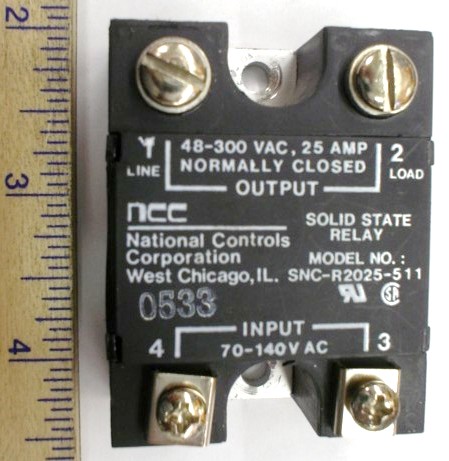 2
3
4
48-300 VAC, 25 AMP
NORMALLY CLOSED
OUTPUT
LINE
2
LOAD
ncc
National Controls
Corporation
West Chicago, IL.
SOLID STATE
RELAY
MODEL NO.:
SNC-R2025-511
0533
INPUT
4
70-140V AC
3